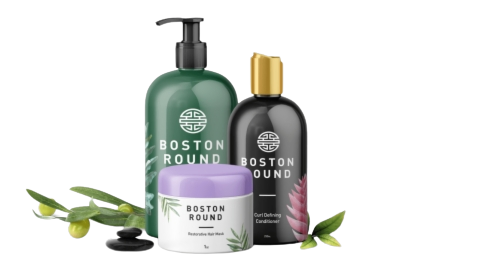 BOSTON
ROUND
BOSTON
ROUND
Curl Defining
Conditioner
BOSTON
ROUND
Restorative Hair Mask